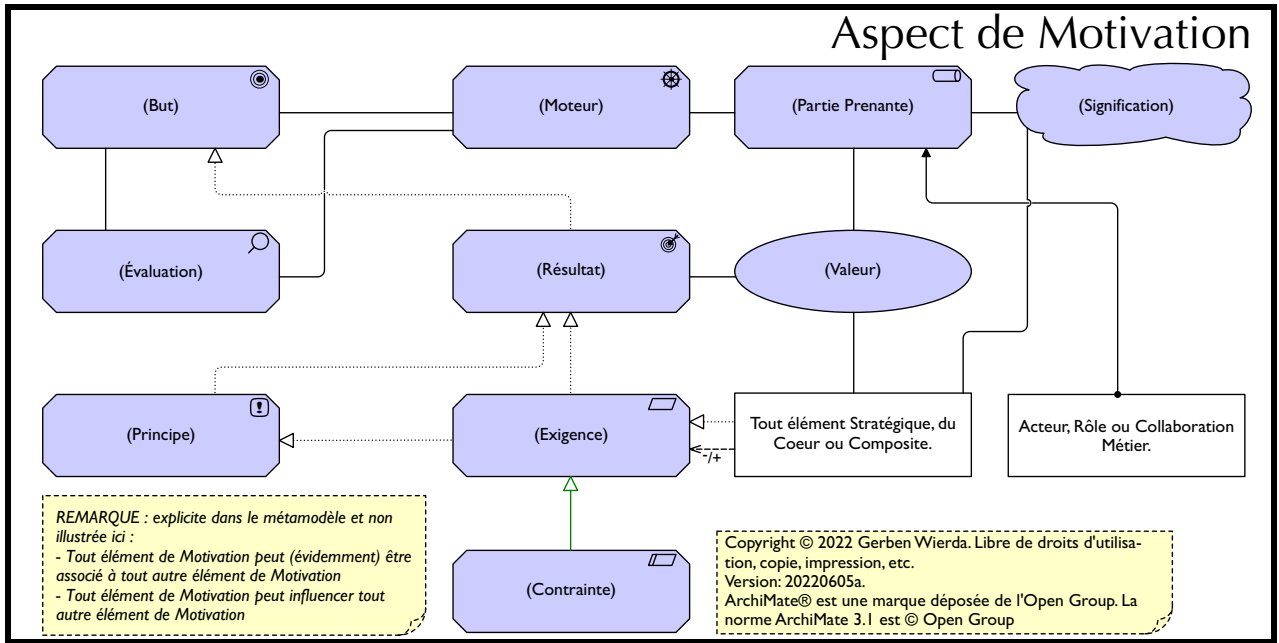 Aspect de Motivation
(But)
(Moteur)
(Partie Prenante)
(Signification)
(Évaluation)
(Résultat)
(Valeur)
(Principe)
(Exigence)
Tout élément Stratégique, du
Coeur ou Composite.
Acteur, Rôle ou Collaboration
Métier.
-/+
REMARQUE : explicite dans le métamodèle et non
illustrée ici :
- Tout élément de Motivation peut (évidemment) être
associé à tout autre élément de Motivation
- Tout élément de Motivation peut influencer tout
autre élément de Motivation
(Contrainte)
Copyright © 2022 Gerben Wierda. Libre de droits d'utilisa-
tion, copie, impression, etc.
Version: 20220605a.
ArchiMate® est une marque déposée de l'Open Group. La
norme ArchiMate 3.1 est © Open Group